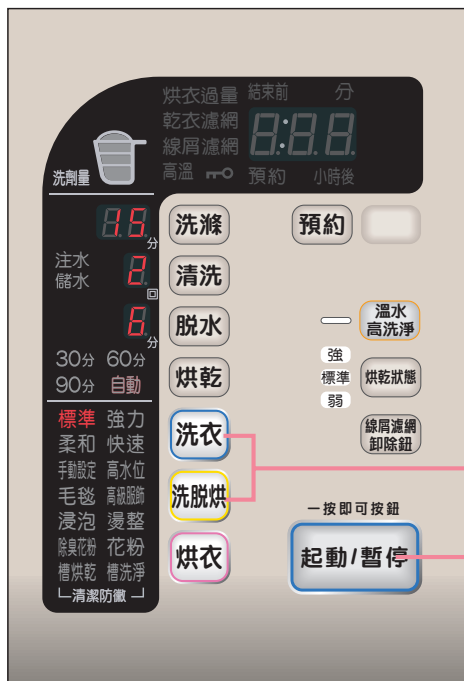 烘衣過量 結束前 分
乾衣濾網 8:8.8.
線屑濾網
高溫 預約 小時後
洗劑量
15 分
注水
儲水
2 回
6 分
30分 60分
90分 自動
標準 強力
柔和 快速
手動設定 高水位
毛毯 高級服飾
浸泡 燙整
除臭花粉 花粉
槽烘乾 槽洗淨
清潔防黴
洗滌
清洗
脫水
烘乾
洗衣
洗脫烘
烘衣
預約
溫水
高洗淨
強
標準
弱
烘乾狀態
線屑濾網
卸除鈕
一按即可按鈕
起動/暫停